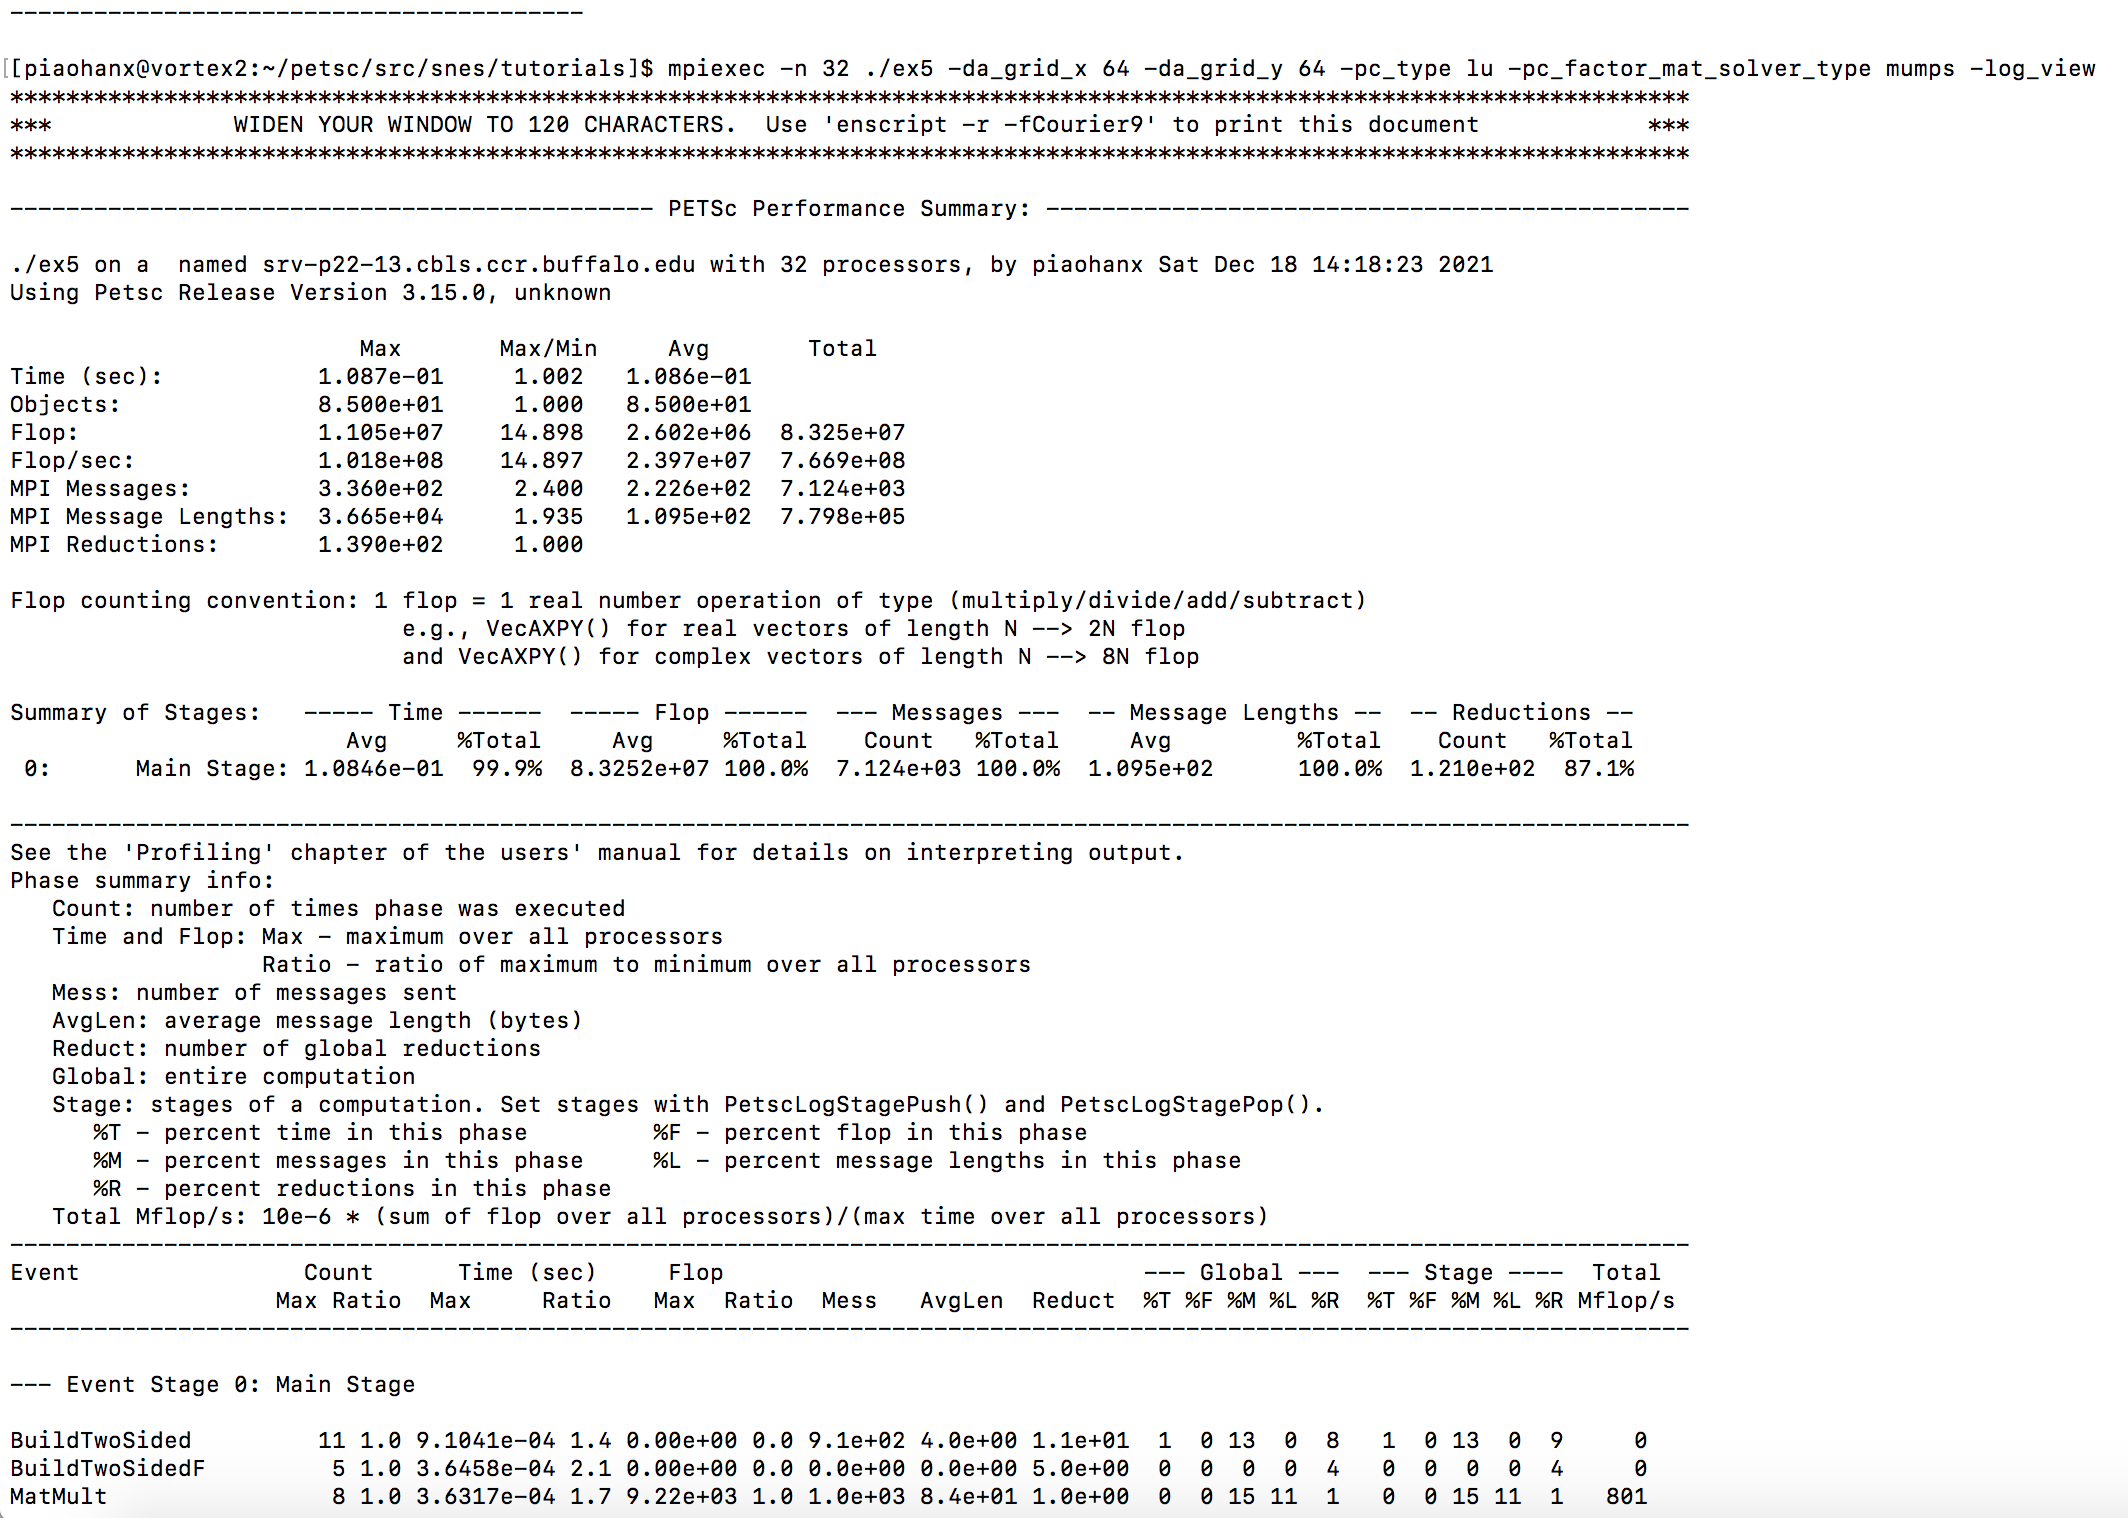 -----------------------------------------
[[piaohanx@vortex2:~/petsc/src/snes/tutorials]$ mpiexec -n 32 ./ex5 -da_grid_x 64 -da_grid_y 64 -pc_type lu -pc_factor_mat_solver_type mumps -log_view
************************************************************************************************************************
***             WIDEN YOUR WINDOW TO 120 CHARACTERS.  Use 'enscript -r -fCourier9' to print this document            ***
************************************************************************************************************************
---------------------------------------------- PETSc Performance Summary: ----------------------------------------------
./ex5 on a  named srv-p22-13.cbls.ccr.buffalo.edu with 32 processors, by piaohanx Sat Dec 18 14:18:23 2021
Using Petsc Release Version 3.15.0, unknown
                         Max       Max/Min     Avg       Total
Time (sec):           1.087e-01     1.002   1.086e-01
Objects:              8.500e+01     1.000   8.500e+01
Flop:                 1.105e+07    14.898   2.602e+06  8.325e+07
Flop/sec:             1.018e+08    14.897   2.397e+07  7.669e+08
MPI Messages:         3.360e+02     2.400   2.226e+02  7.124e+03
MPI Message Lengths:  3.665e+04     1.935   1.095e+02  7.798e+05
MPI Reductions:       1.390e+02     1.000
Flop counting convention: 1 flop = 1 real number operation of type (multiply/divide/add/subtract)
                            e.g., VecAXPY() for real vectors of length N --> 2N flop
                            and VecAXPY() for complex vectors of length N --> 8N flop
Summary of Stages:   ----- Time ------  ----- Flop ------  --- Messages ---  -- Message Lengths --  -- Reductions --
                        Avg     %Total     Avg     %Total    Count   %Total     Avg         %Total    Count   %Total
 0:      Main Stage: 1.0846e-01  99.9%  8.3252e+07 100.0%  7.124e+03 100.0%  1.095e+02      100.0%  1.210e+02  87.1%
------------------------------------------------------------------------------------------------------------------------
See the 'Profiling' chapter of the users' manual for details on interpreting output.
Phase summary info:
   Count: number of times phase was executed
   Time and Flop: Max - maximum over all processors
                  Ratio - ratio of maximum to minimum over all processors
   Mess: number of messages sent
   AvgLen: average message length (bytes)
   Reduct: number of global reductions
   Global: entire computation
   Stage: stages of a computation. Set stages with PetscLogStagePush() and PetscLogStagePop().
      %T - percent time in this phase         %F - percent flop in this phase
      %M - percent messages in this phase     %L - percent message lengths in this phase
      %R - percent reductions in this phase
   Total Mflop/s: 10e-6 * (sum of flop over all processors)/(max time over all processors)
------------------------------------------------------------------------------------------------------------------------
Event                Count      Time (sec)     Flop                              --- Global ---  --- Stage ----  Total
                   Max Ratio  Max     Ratio   Max  Ratio  Mess   AvgLen  Reduct  %T %F %M %L %R  %T %F %M %L %R Mflop/s
------------------------------------------------------------------------------------------------------------------------
--- Event Stage 0: Main Stage
BuildTwoSided         11 1.0 9.1041e-04 1.4 0.00e+00 0.0 9.1e+02 4.0e+00 1.1e+01  1  0 13  0  8   1  0 13  0  9     0
BuildTwoSidedF         5 1.0 3.6458e-04 2.1 0.00e+00 0.0 0.0e+00 0.0e+00 5.0e+00  0  0  0  0  4   0  0  0  0  4     0
MatMult                8 1.0 3.6317e-04 1.7 9.22e+03 1.0 1.0e+03 8.4e+01 1.0e+00  0  0 15 11  1   0  0 15 11  1   801